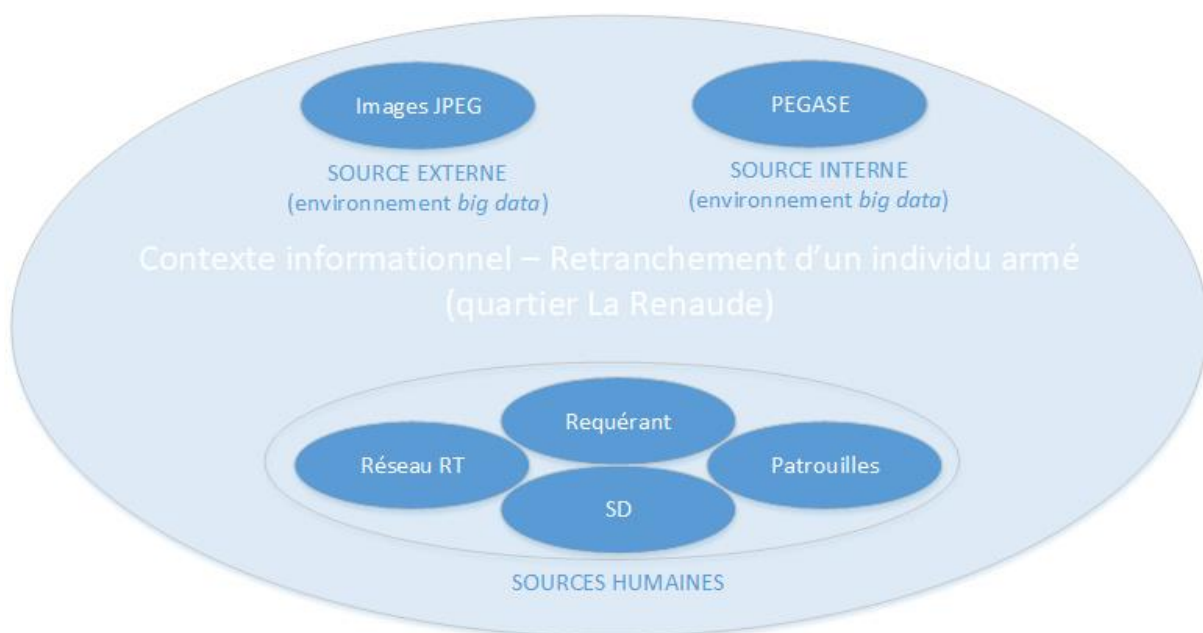 Images JPEG
PEGASE
SOURCE EXTERNE
(environnement big data)
SOURCE INTERNE
(environnement big data)
Contexte informationnel – Retranchement d'un individu armé
(quartier La Renaude)
Requérant
Réseau RT
Patrouilles
SD
SOURCES HUMAINES